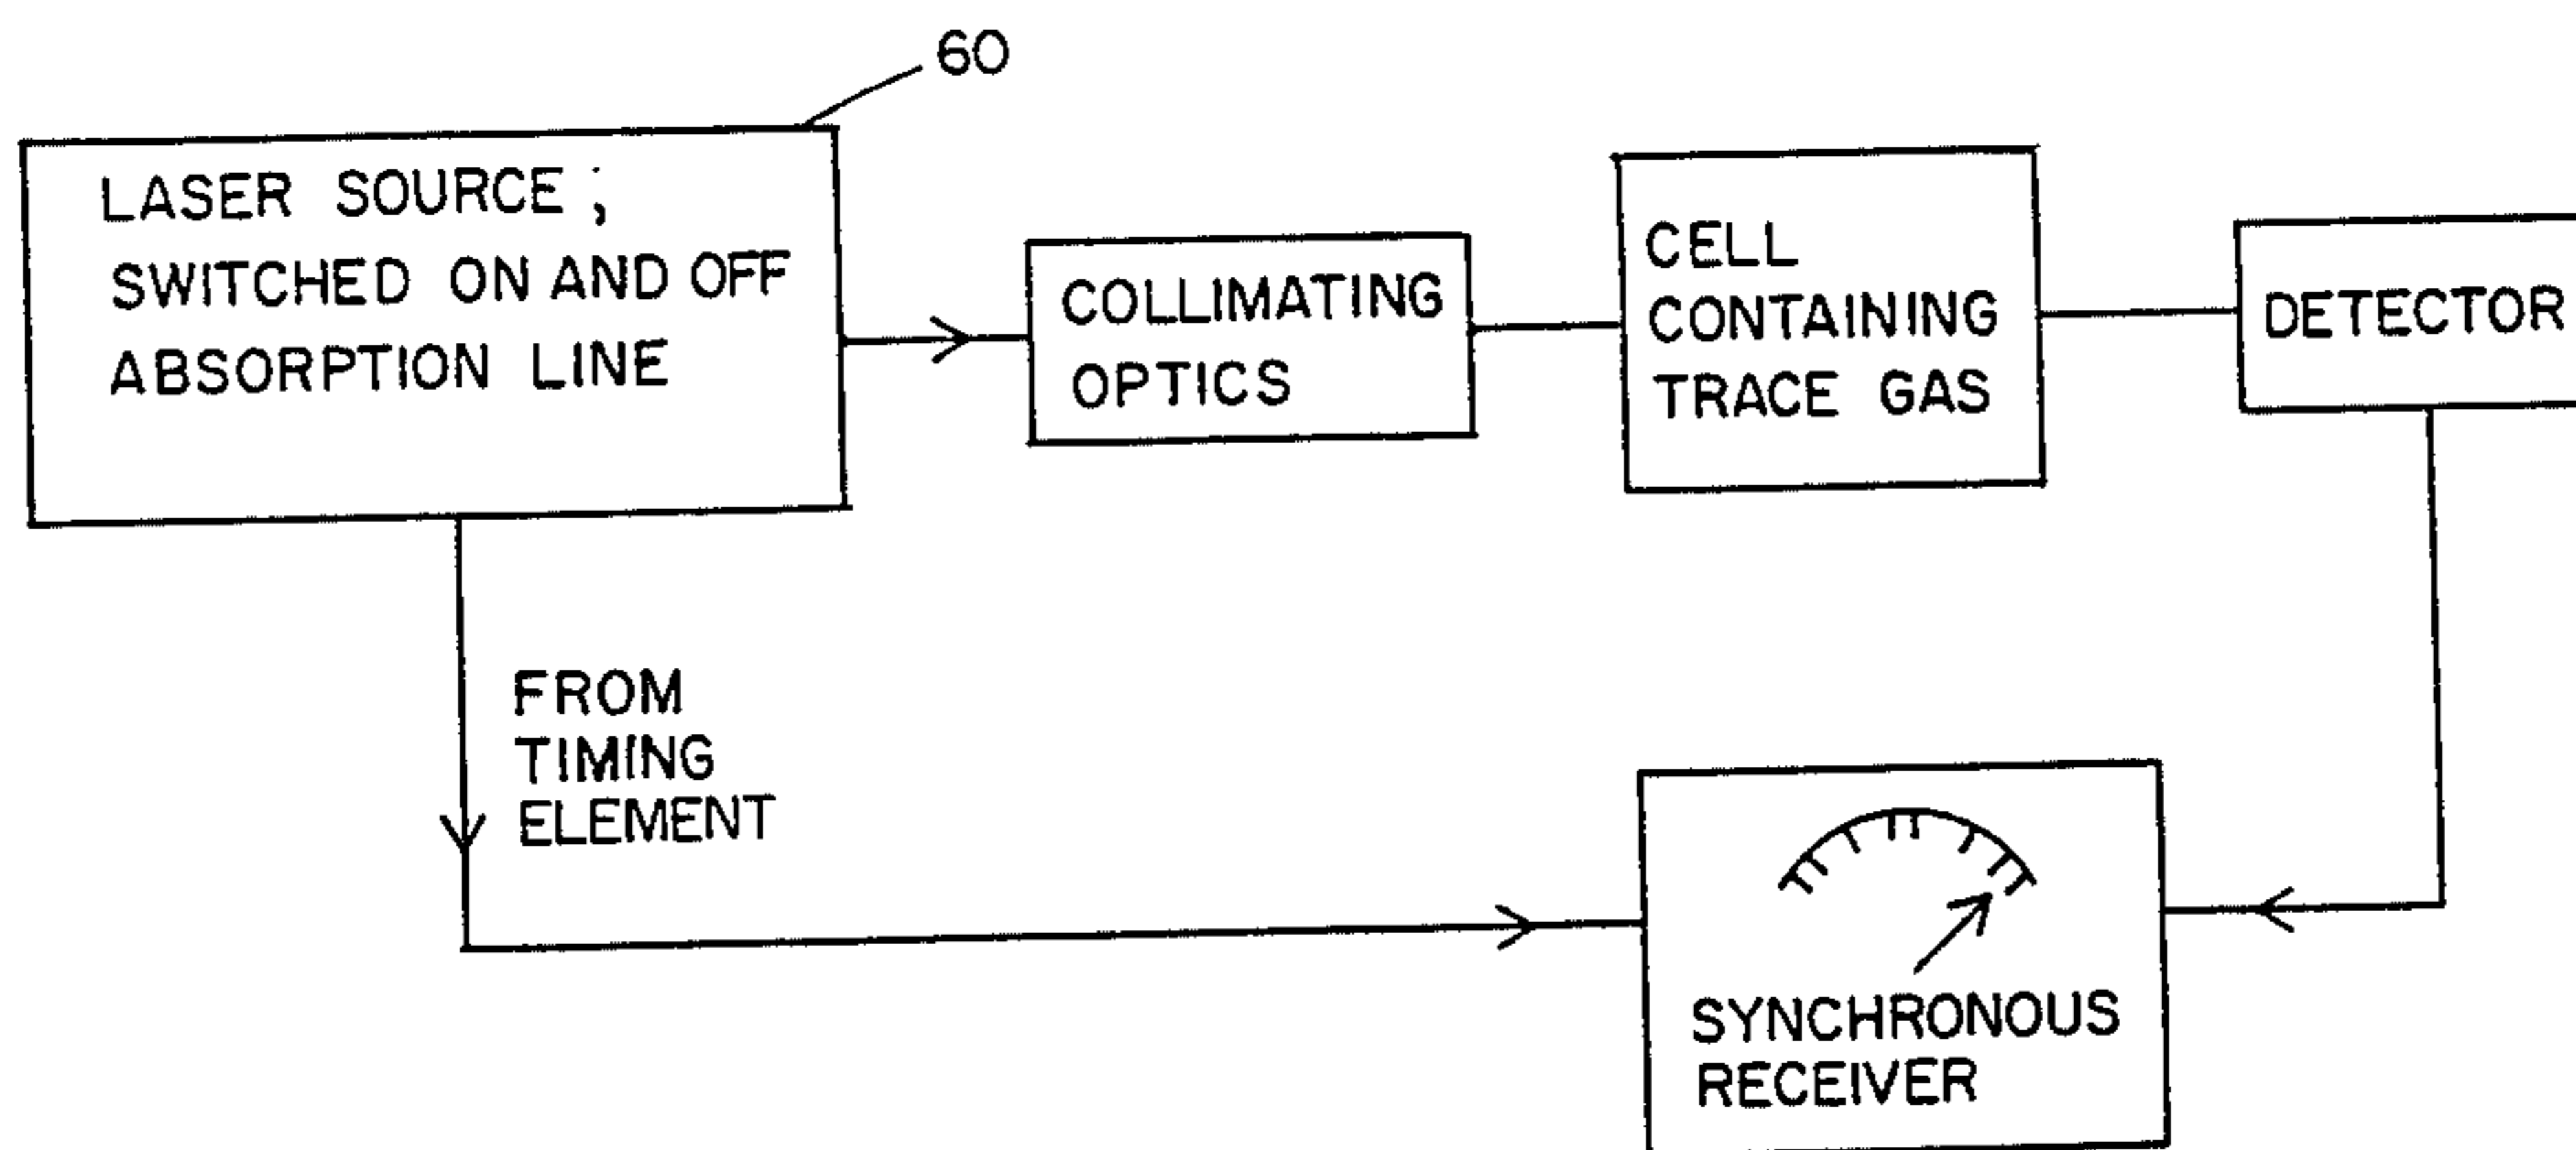 60
LASER SOURCE ;
SWITCHED ON AND OFF
ABSORPTION LINE
COLLIMATING
OPTICS
CELL
CONTAINING
TRACE GAS
DETECTOR
FROM
TIMING
ELEMENT
SYNCHRONOUS
RECEIVER